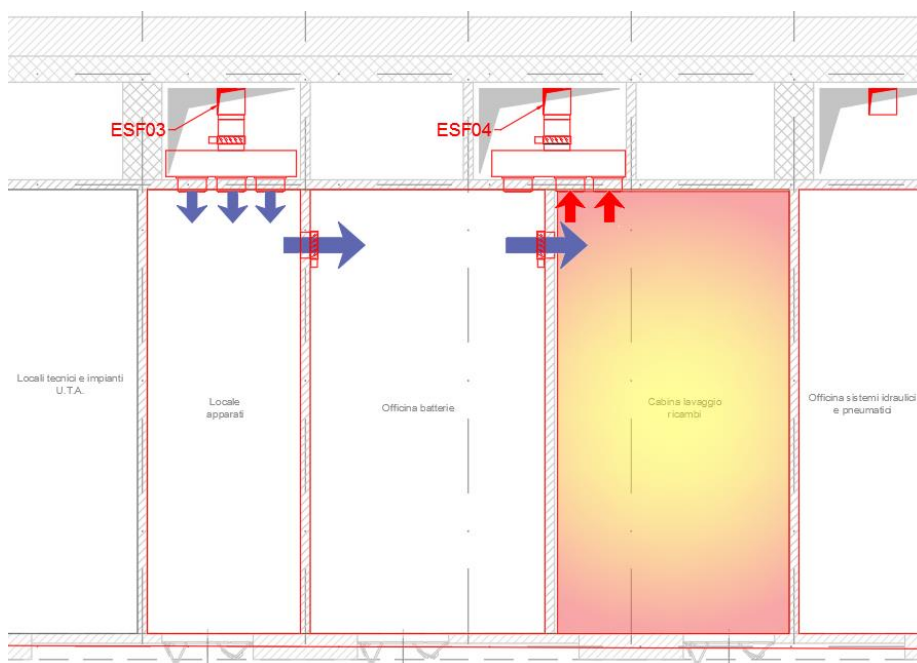 ESF03
ESF04
Locali tecnici e impianti
U.T.A.
Locale
apparati
Officina batterie
Cabina lavaggio
ricambi
Officina sistemi idraulici
e pneumatici